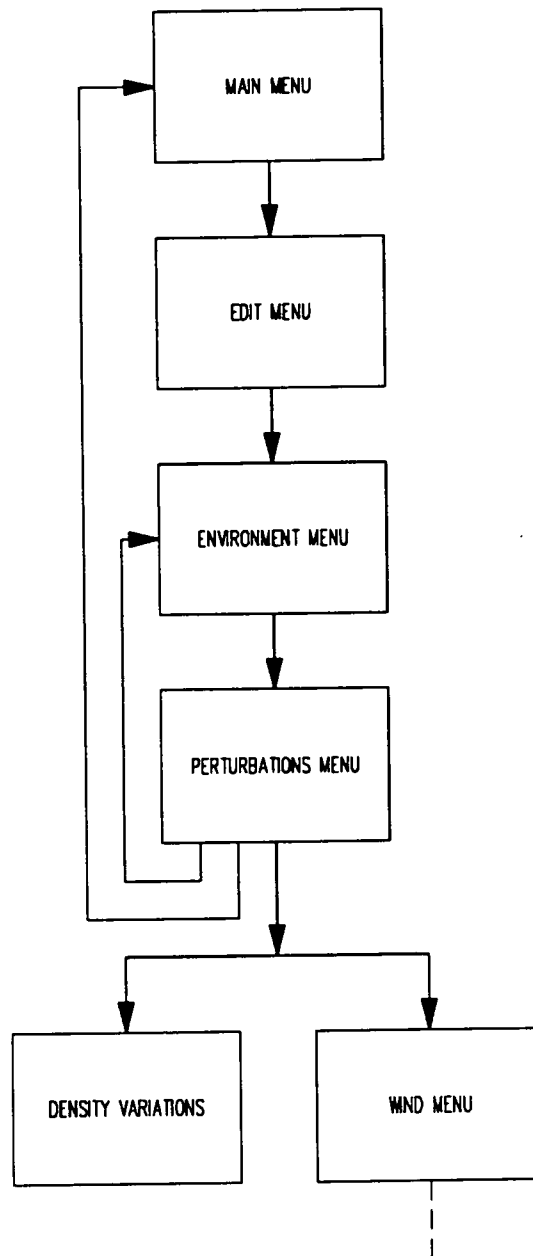 MAIN MENU
EDIT MENU
ENVIRONMENT MENU
PERTURBATIONS MENU
DENSITY VARIATIONS
WIND MENU